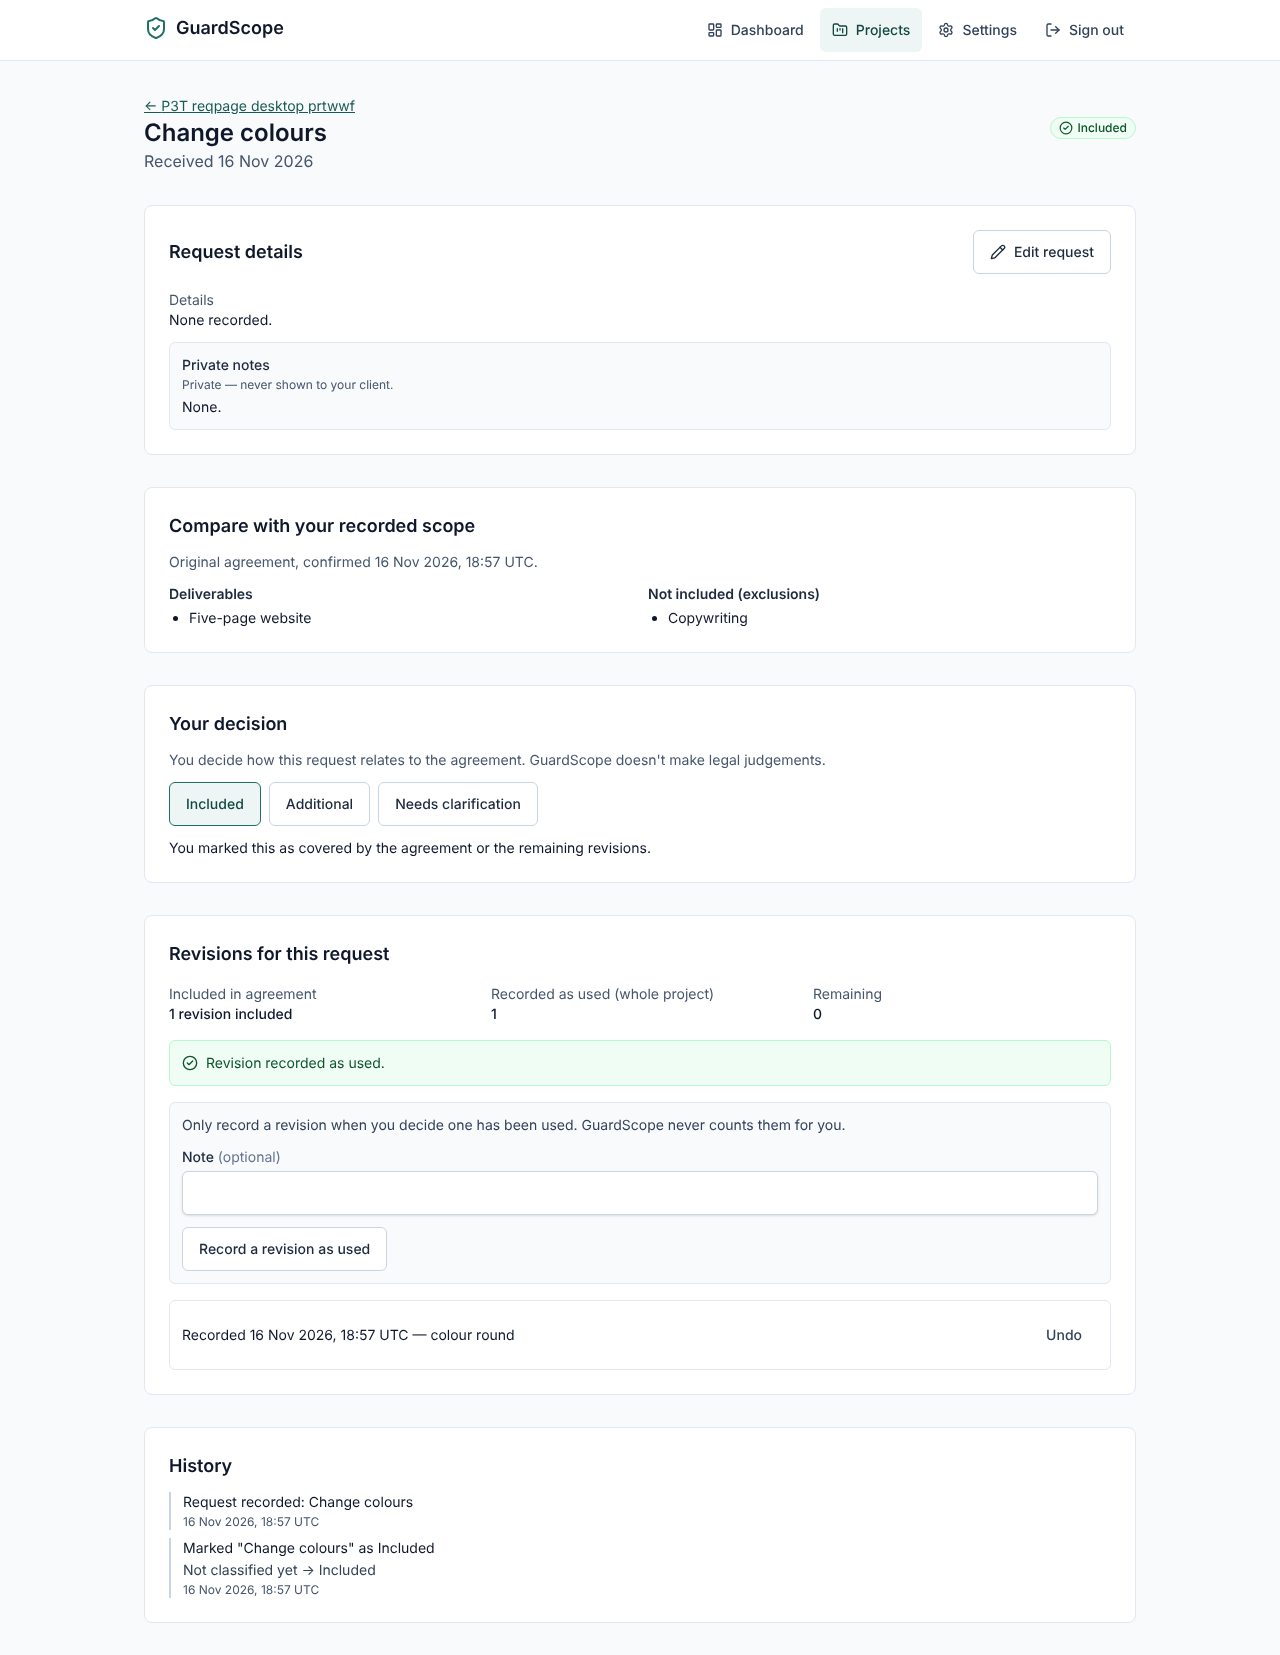 GuardScope
Dashboard
Projects
Settings
Sign out
← P3T reqpage desktop prtwwf
Change colours
Included
Received 16 Nov 2026
Request details
Edit request
Details
None recorded.
Private notes
Private — never shown to your client.
None.
Compare with your recorded scope
Original agreement, confirmed 16 Nov 2026, 18:57 UTC.
Deliverables
• Five-page website
Not included (exclusions)
• Copywriting
Your decision
You decide how this request relates to the agreement. GuardScope doesn't make legal judgements.
Included
Additional
Needs clarification
You marked this as covered by the agreement or the remaining revisions.
Revisions for this request
Included in agreement
1 revision included
Recorded as used (whole project)
1
Remaining
0
Revision recorded as used.
Only record a revision when you decide one has been used. GuardScope never counts them for you.
Note (optional)
Record a revision as used
Recorded 16 Nov 2026, 18:57 UTC — colour round
Undo
History
Request recorded: Change colours
16 Nov 2026, 18:57 UTC
Marked "Change colours" as Included
Not classified yet → Included
16 Nov 2026, 18:57 UTC